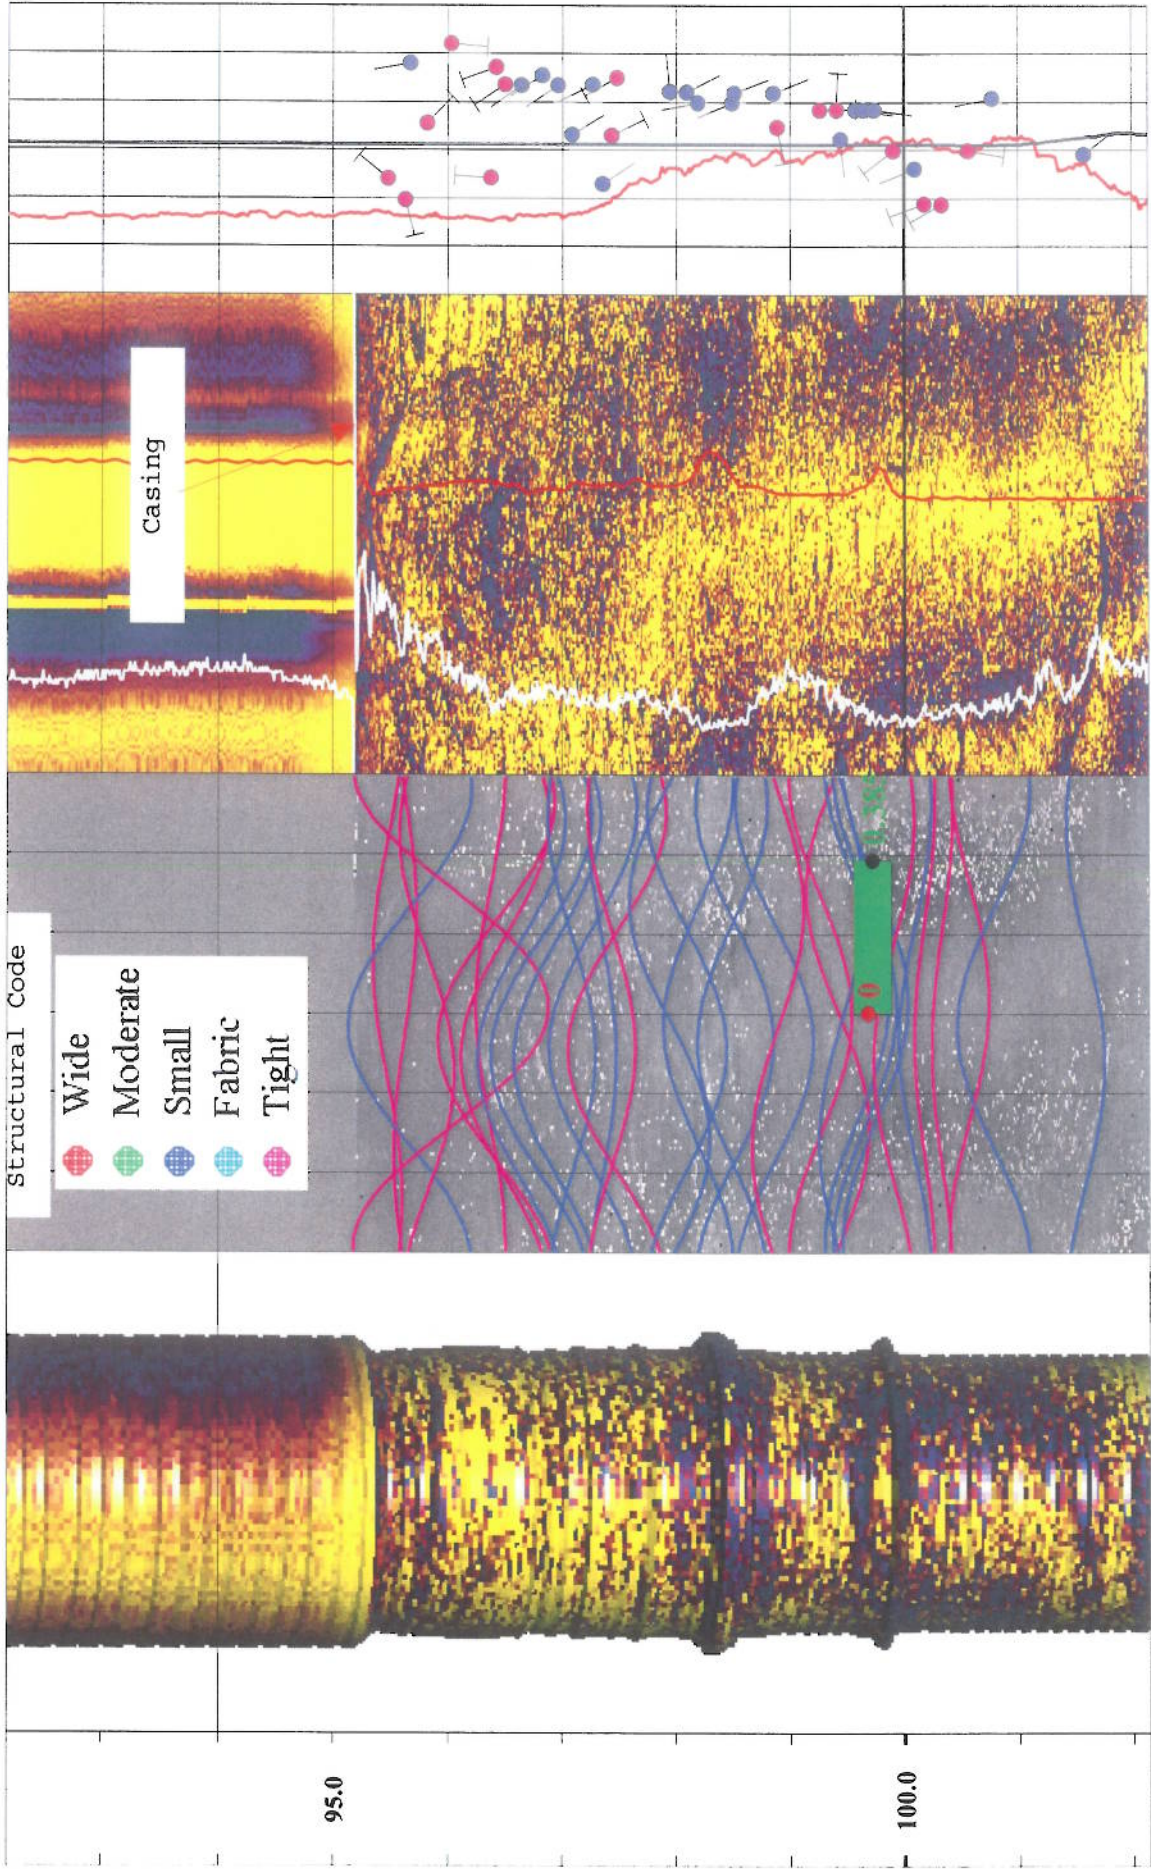 Casing
Structural Code
Wide
Moderate
Small
Fabric
Tight
0
95.0
100.0